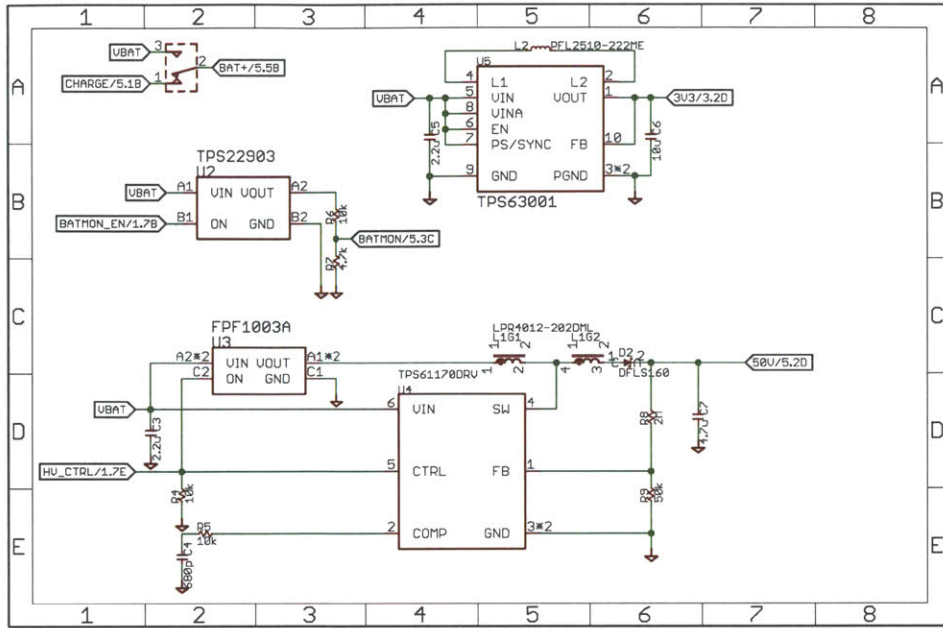 1 2 3 4 5 6 7 8
A A
B B
C C
D D
E E
1 2 3 4 5 6 7 8
VBAT 3
2 BAT+/5.5B
CHARGE/5.1B 1
L2 PFL2510-222ME
U5
4 L1 L2 2
VBAT 5 VIN VOUT 1 3V3/3.2D
8 VINA
6 EN
7 PS/SYNC FB 10
9 GND PGND 3*2
TPS63001
2.2u C5
10u C6
TPS22903
U2
VBAT A1 VIN VOUT A2
BATMON_EN/1.7B B1 ON GND B2
R6
10k
BATMON/5.3C
R7
4.7k
FPF1003A
U3
A2*2 VIN VOUT A1*2
C2 ON GND C1
LPR4012-202DML
L1G1 L1G2
1 2 1 2
1 2 4 3
1 D2 2
C
DFLS160
50V/5.2D
TPS61170DRV
U4
VBAT 6 VIN SW 4
HV_CTRL/1.7E 5 CTRL FB 1
2 COMP GND 3*2
2.2u C3
R4
10k
R5
10k
680p C4
R8
2M
R9
50k
4.7u C7